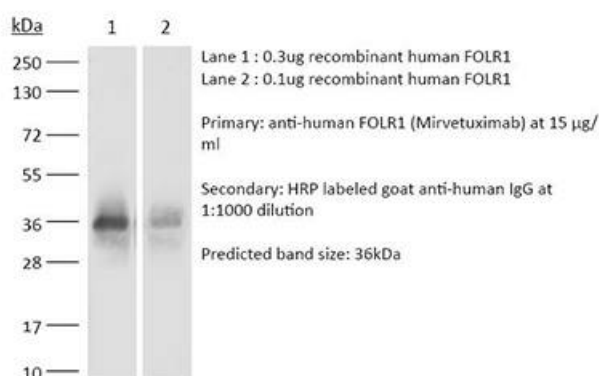 kDa
1 2
250
130
72
55
36
28
17
10
Lane 1 : 0.3ug recombinant human FOLR1
Lane 2 : 0.1ug recombinant human FOLR1
Primary: anti-human FOLR1 (Mirvetuximab) at 15 µg/
ml
Secondary: HRP labeled goat anti-human IgG at
1:1000 dilution
Predicted band size: 36kDa